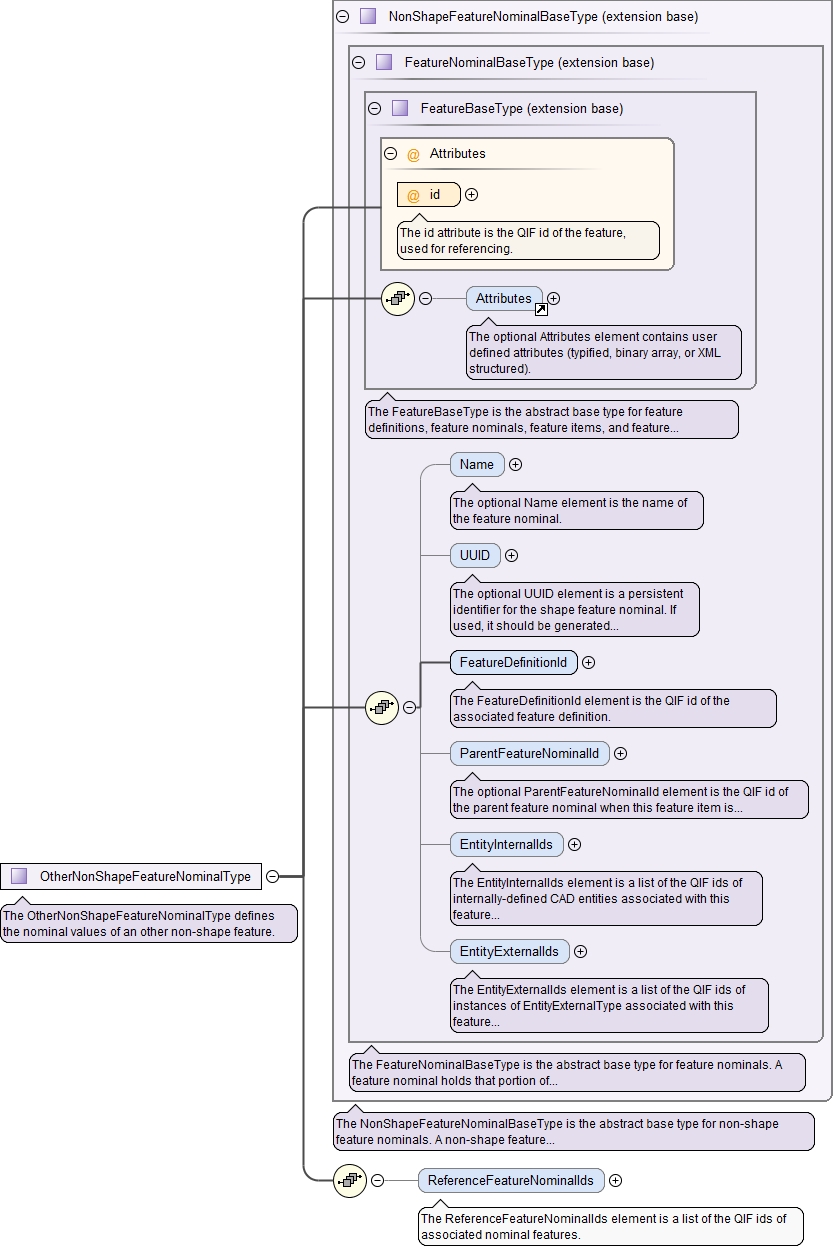 NonShapeFeatureNominalBaseType (extension base)
FeatureNominalBaseType (extension base)
FeatureBaseType (extension base)
@ Attributes
@ id
The id attribute is the QIF id of the feature,
used for referencing.
Attributes
The optional Attributes element contains user
defined attributes (typified, binary array, or XML
structured).
The FeatureBaseType is the abstract base type for feature
definitions, feature nominals, feature items, and feature...
Name
The optional Name element is the name of
the feature nominal.
UUID
The optional UUID element is a persistent
identifier for the shape feature nominal. If
used, it should be generated...
FeatureDefinitionId
The FeatureDefinitionId element is the QIF id of the
associated feature definition.
ParentFeatureNominalId
The optional ParentFeatureNominalId element is the QIF id of
the parent feature nominal when this feature item is...
EntityInternalIds
The EntityInternalIds element is a list of the QIF ids of
internally-defined CAD entities associated with this
feature...
EntityExternalIds
The EntityExternalIds element is a list of the QIF ids of
instances of EntityExternalType associated with this
feature...
OtherNonShapeFeatureNominalType
The OtherNonShapeFeatureNominalType defines
the nominal values of an other non-shape feature.
The FeatureNominalBaseType is the abstract base type for feature nominals. A
feature nominal holds that portion of...
The NonShapeFeatureNominalBaseType is the abstract base type for non-shape
feature nominals. A non-shape feature...
ReferenceFeatureNominalIds
The ReferenceFeatureNominalIds element is a list of the QIF ids of
associated nominal features.